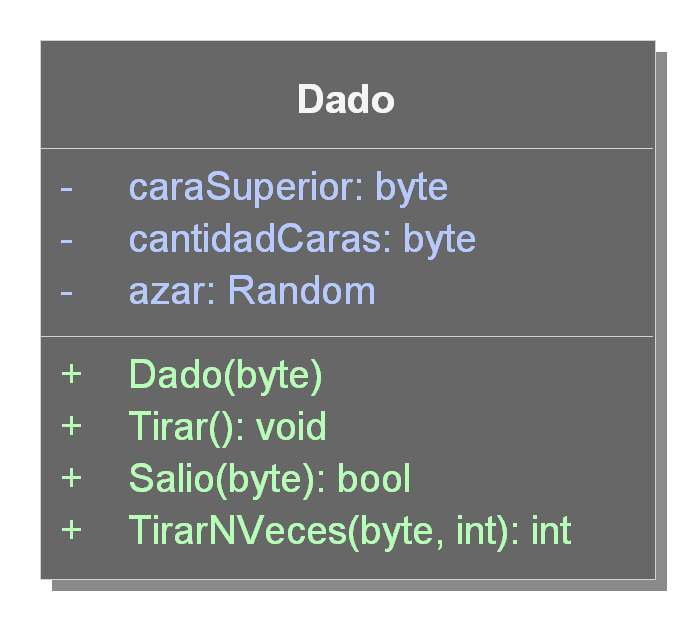 Dado
- caraSuperior: byte
- cantidadCaras: byte
- azar: Random
+ Dado(byte)
+ Tirar(): void
+ Salio(byte): bool
+ TirarNVeces(byte, int): int